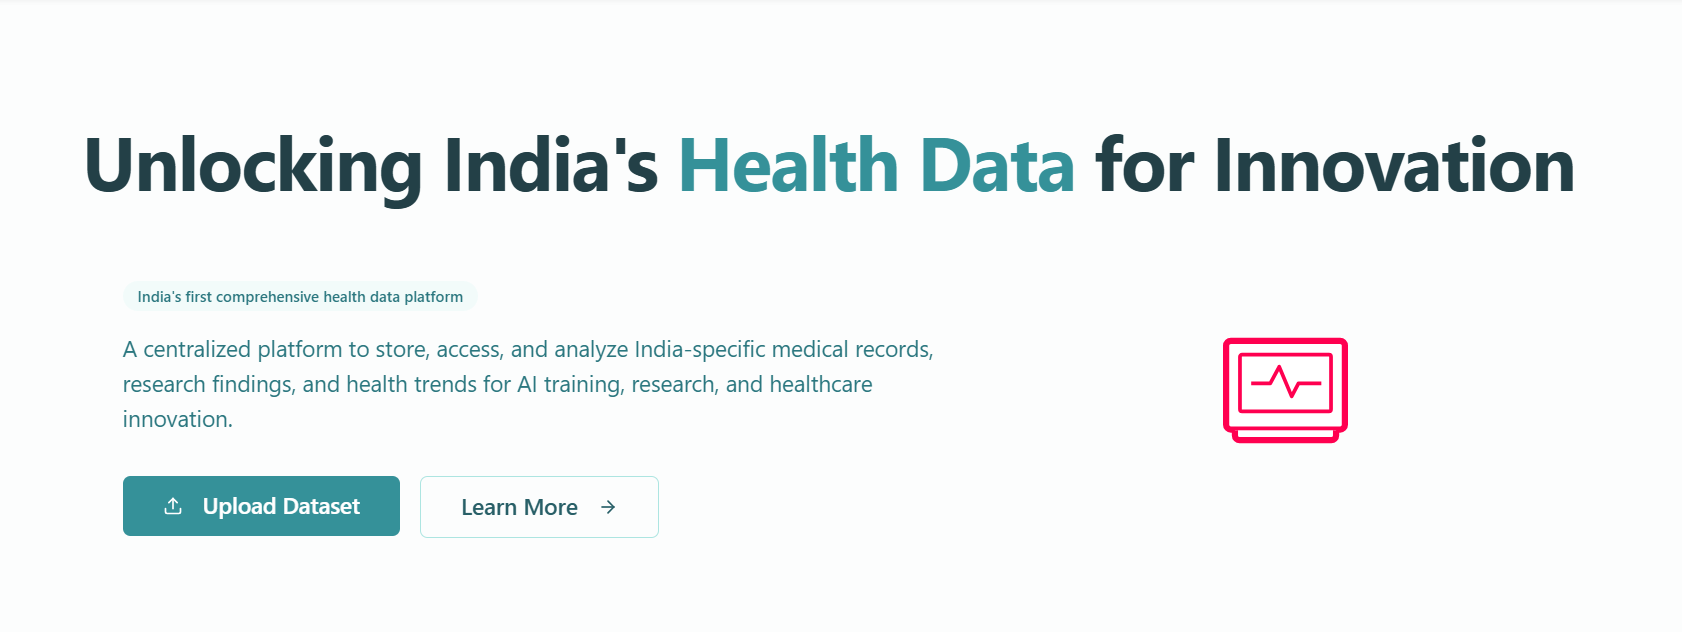 Unlocking India's Health Data for Innovation
India's first comprehensive health data platform
A centralized platform to store, access, and analyze India-specific medical records,
research findings, and health trends for AI training, research, and healthcare
innovation.
Upload Dataset
Learn More